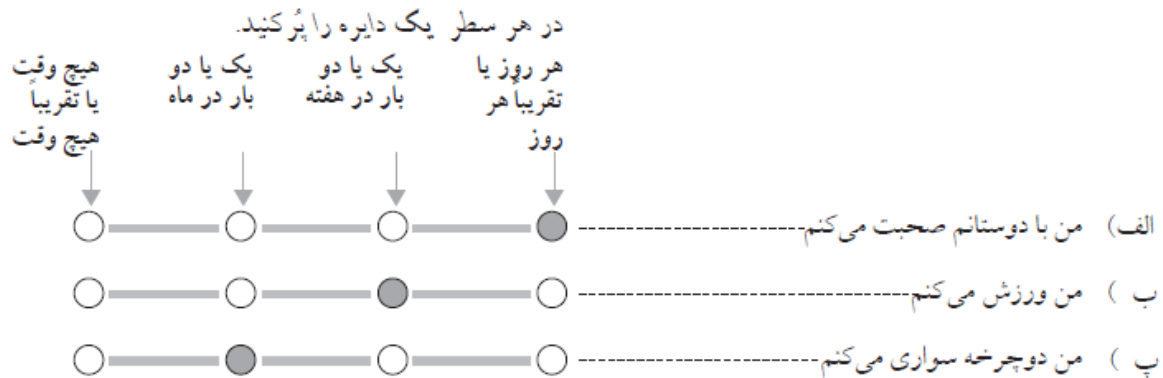 در هر سطر یک دایره را پُر کنید.
هر روز یا تقریباً هر روز
یک یا دو بار در هفته
یک یا دو بار در ماه
هیچ وقت یا تقریباً هیچ وقت
الف) من با دوستانم صحبت می‌کنم
ب ) من ورزش می‌کنم
پ ) من دوچرخه سواری می‌کنم